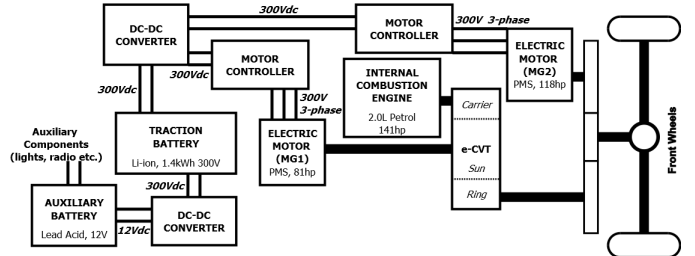 300Vdc
DC-DC
CONVERTER
MOTOR
CONTROLLER
300V 3-phase
ELECTRIC
MOTOR
(MG2)
PMS, 118hp
300Vdc
MOTOR
CONTROLLER
300Vdc
INTERNAL
COMBUSTION
ENGINE
2.0L Petrol
141hp
300V
3-phase
Carrier
e-CVT
Sun
Ring
Front Wheels
TRACTION
BATTERY
Li-ion, 1.4kWh 300V
ELECTRIC
MOTOR
(MG1)
PMS, 81hp
Auxiliary
Components
(lights, radio etc.)
300Vdc
AUXILIARY
BATTERY
Lead Acid, 12V
12Vdc
DC-DC
CONVERTER